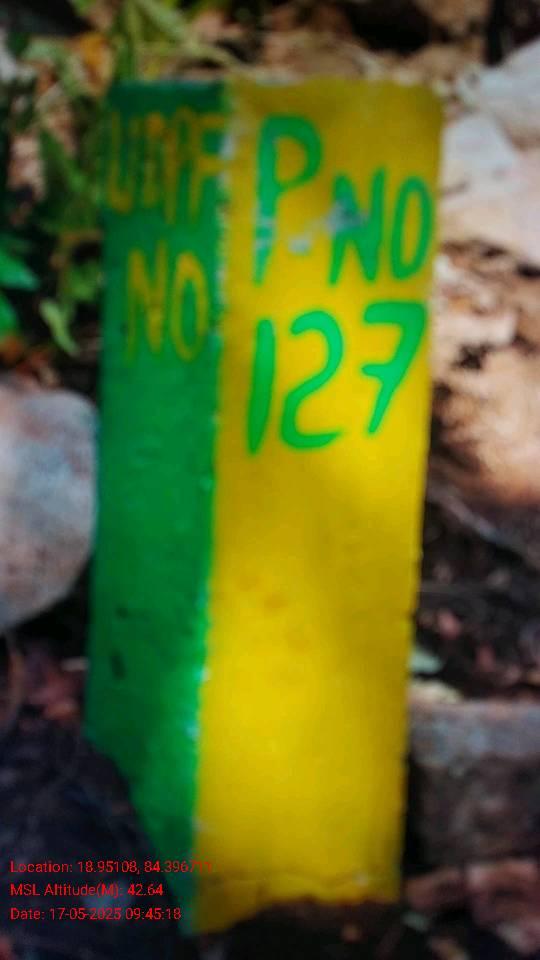 NO
P-NO
127
Location: 18.95108, 84.396711
MSL Altitude(M): 42.64
Date: 17-05-2025 09:45:18